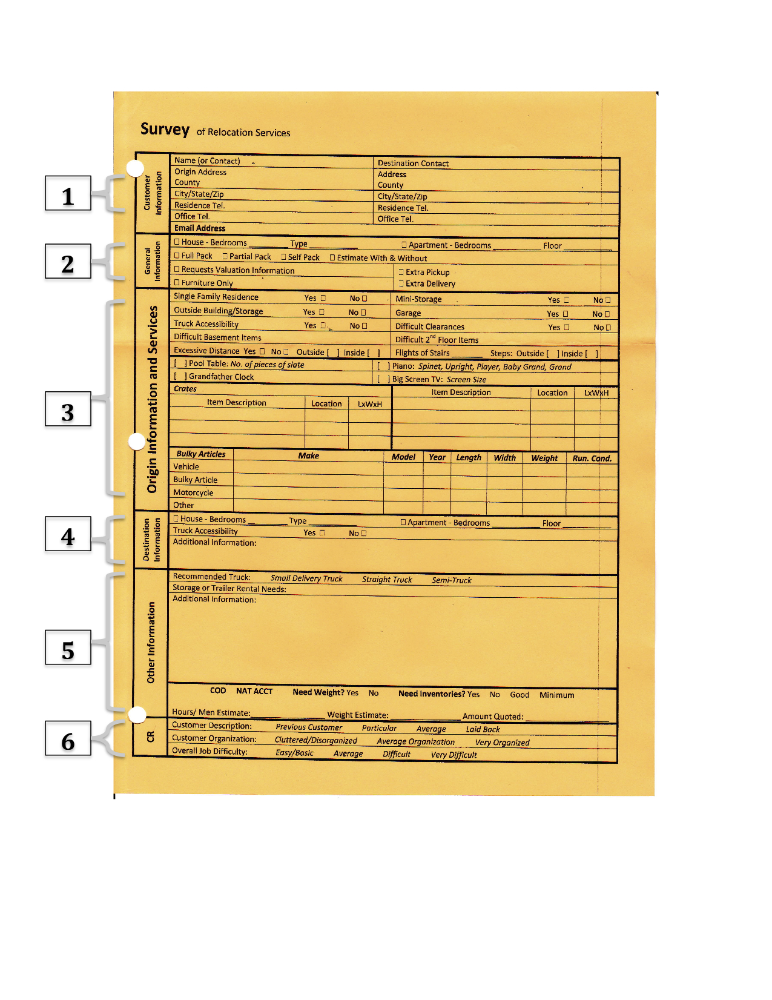 Survey of Relocation Services
1
Customer Information
Name (or Contact) Destination Contact
Origin Address Address
County County
City/State/Zip City/State/Zip
Residence Tel. Residence Tel.
Office Tel. Office Tel.
Email Address
2
General Information
☐ House - Bedrooms ________ Type ________ ☐ Apartment - Bedrooms ________ Floor ________
☐ Full Pack ☐ Partial Pack ☐ Self Pack ☐ Estimate With & Without
☐ Requests Valuation Information ☐ Extra Pickup
☐ Furniture Only ☐ Extra Delivery
3
Origin Information and Services
Single Family Residence Yes ☐ No ☐ Mini-Storage Yes ☐ No ☐
Outside Building/Storage Yes ☐ No ☐ Garage Yes ☐ No ☐
Truck Accessibility Yes ☐ No ☐ Difficult Clearances Yes ☐ No ☐
Difficult Basement Items Difficult 2nd Floor Items
Excessive Distance Yes ☐ No ☐ Outside [ ] Inside [ ] Flights of Stairs ______ Steps: Outside [ ] Inside [ ]
[ ] Pool Table: No. of pieces of slate [ ] Piano: Spinet, Upright, Player, Baby Grand, Grand
[ ] Grandfather Clock [ ] Big Screen TV: Screen Size
Crates
Item Description Location LxWxH Item Description Location LxWxH
Bulky Articles Make Model Year Length Width Weight Run. Cond.
Vehicle
Bulky Article
Motorcycle
Other
4
Destination Information
☐ House - Bedrooms ________ Type ________ ☐ Apartment - Bedrooms ________ Floor ________
Truck Accessibility Yes ☐ No ☐
Additional Information:
5
Other Information
Recommended Truck: Small Delivery Truck Straight Truck Semi-Truck
Storage or Trailer Rental Needs:
Additional Information:
COD NAT ACCT Need Weight? Yes No Need Inventories? Yes No Good Minimum
Hours/ Men Estimate: ____________ Weight Estimate: ____________ Amount Quoted: ____________
6
CR
Customer Description: Previous Customer Particular Average Laid Back
Customer Organization: Cluttered/Disorganized Average Organization Very Organized
Overall Job Difficulty: Easy/Basic Average Difficult Very Difficult